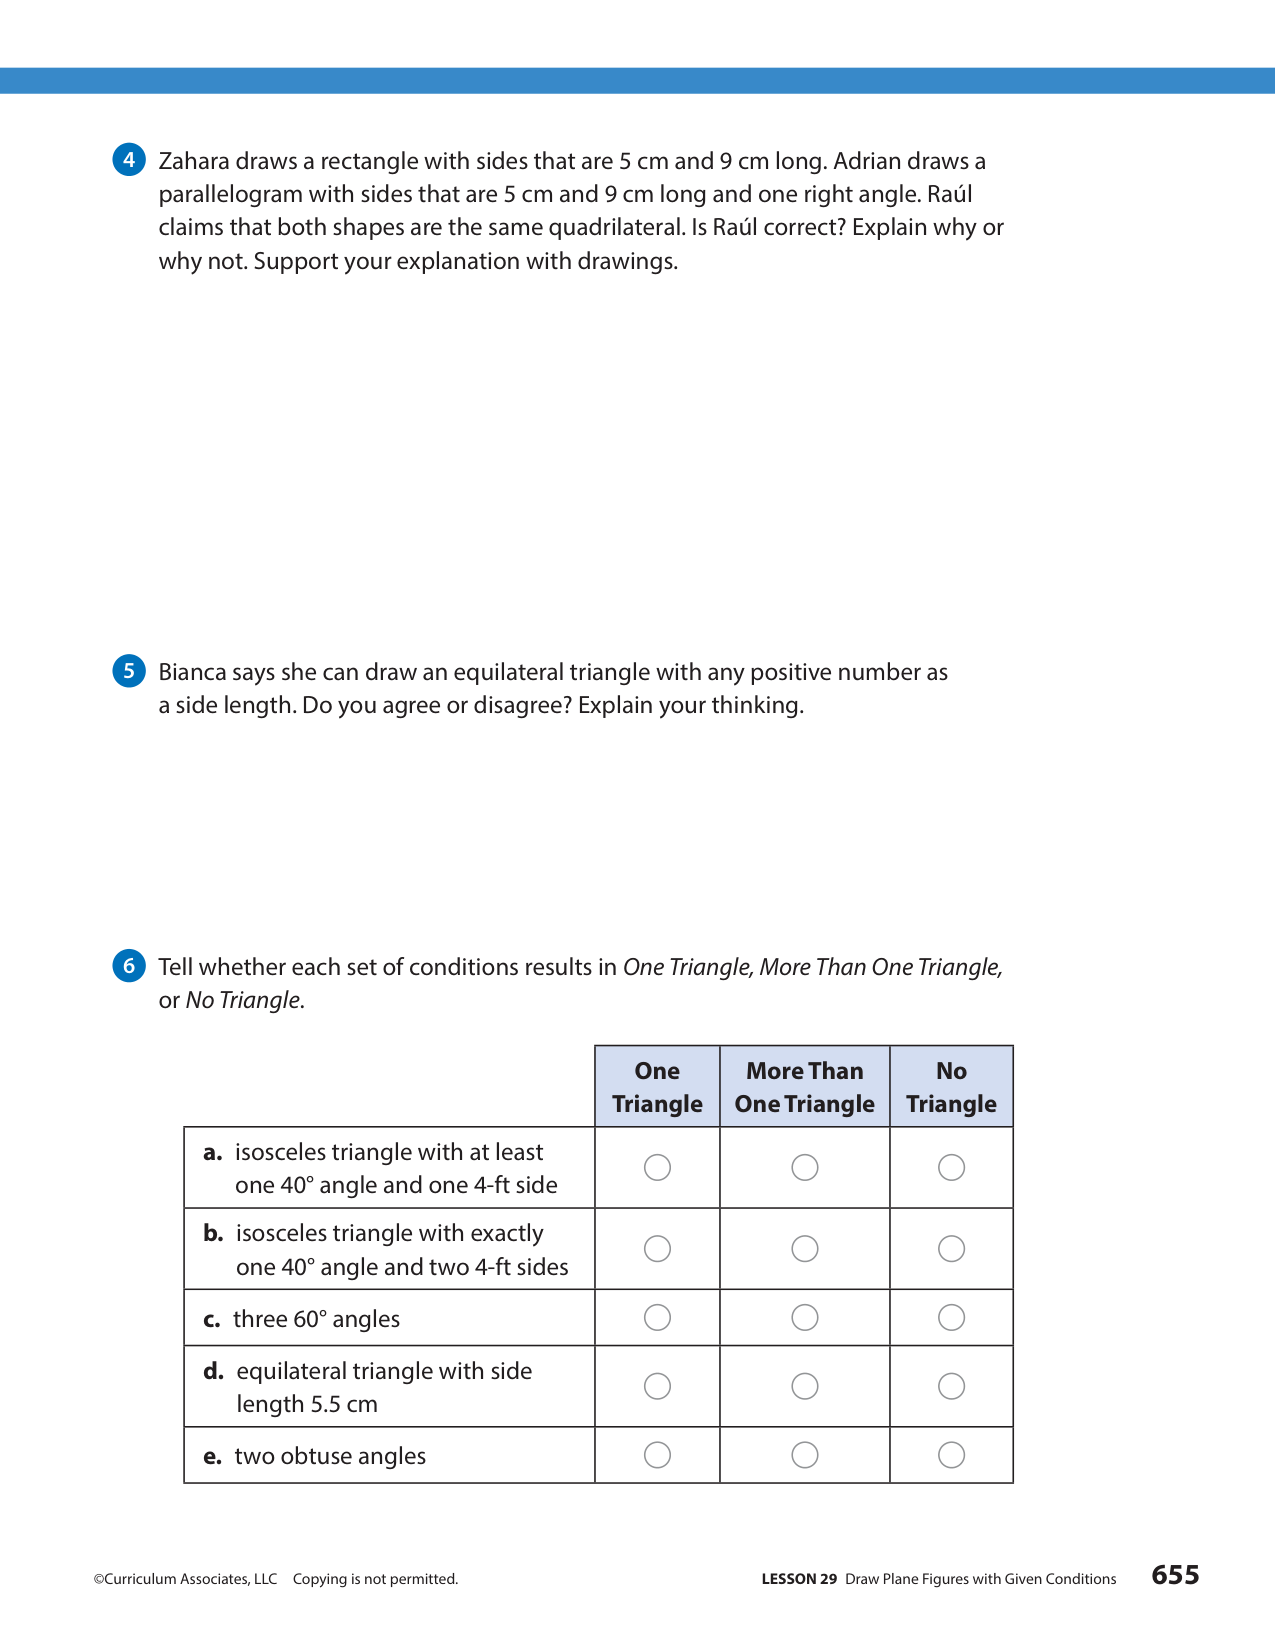 4 Zahara draws a rectangle with sides that are 5 cm and 9 cm long. Adrian draws a
parallelogram with sides that are 5 cm and 9 cm long and one right angle. Raúl
claims that both shapes are the same quadrilateral. Is Raúl correct? Explain why or
why not. Support your explanation with drawings.
5 Bianca says she can draw an equilateral triangle with any positive number as
a side length. Do you agree or disagree? Explain your thinking.
6 Tell whether each set of conditions results in One Triangle, More Than One Triangle,
or No Triangle.
One Triangle
More Than One Triangle
No Triangle
a. isosceles triangle with at least
one 40° angle and one 4-ft side
b. isosceles triangle with exactly
one 40° angle and two 4-ft sides
c. three 60° angles
d. equilateral triangle with side
length 5.5 cm
e. two obtuse angles
©Curriculum Associates, LLC Copying is not permitted.
LESSON 29 Draw Plane Figures with Given Conditions 655